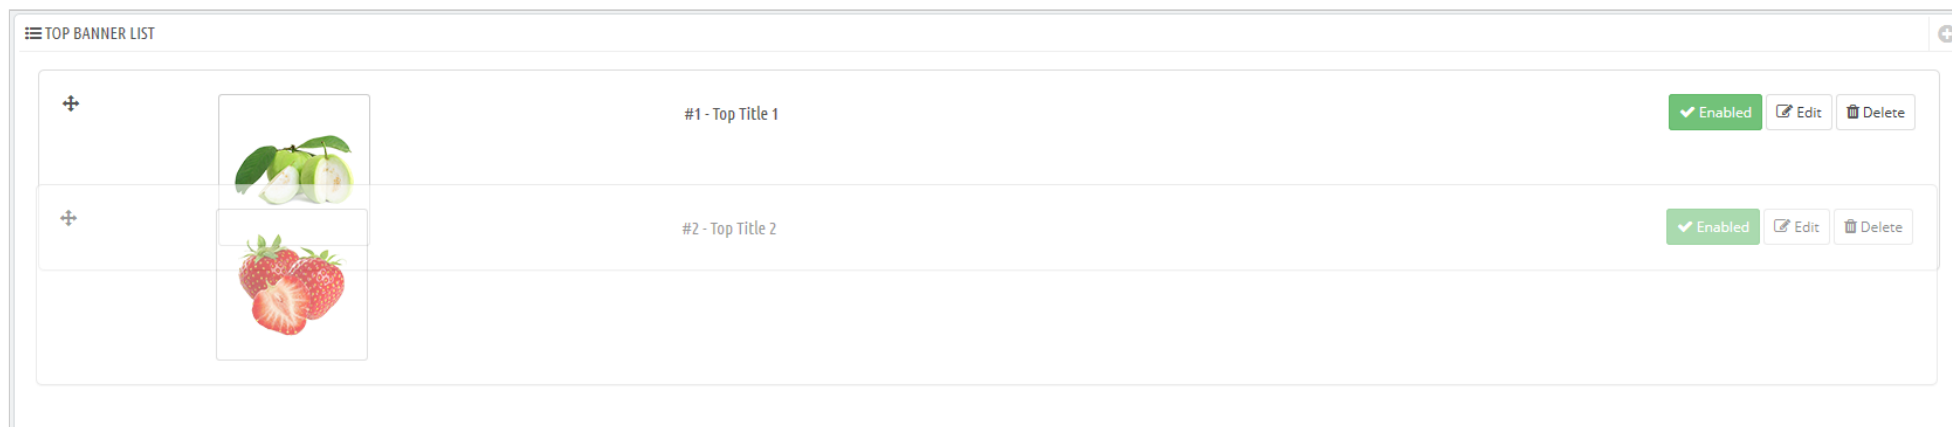 TOP BANNER LIST
#1 - Top Title 1
Enabled
Edit
Delete
#2 - Top Title 2
Enabled
Edit
Delete